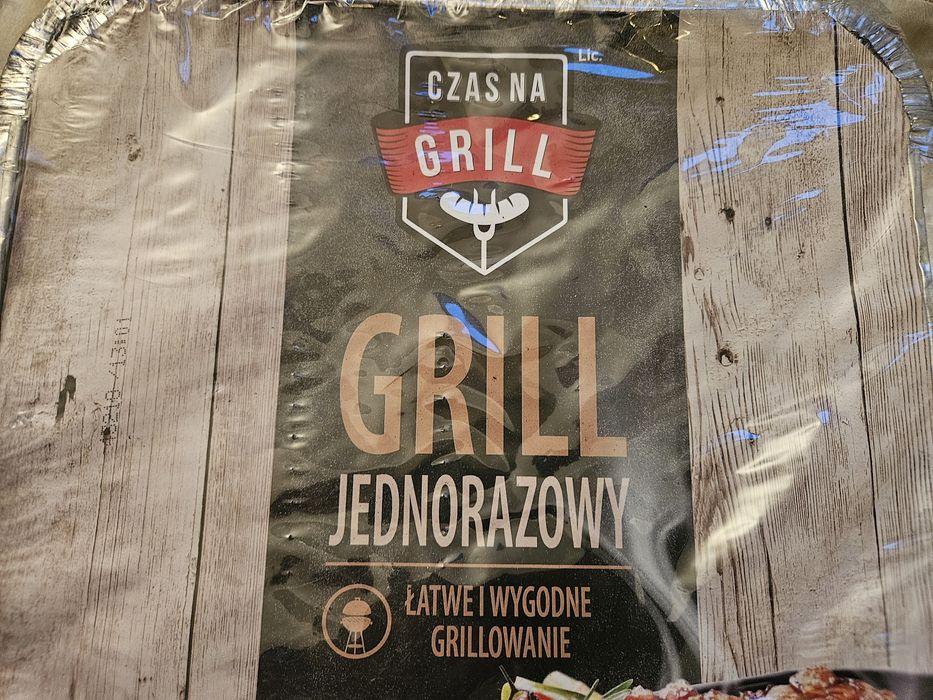 Lic.
CZAS NA
GRILL
GRILL
JEDNORAZOWY
ŁATWE I WYGODNE
GRILLOWANIE